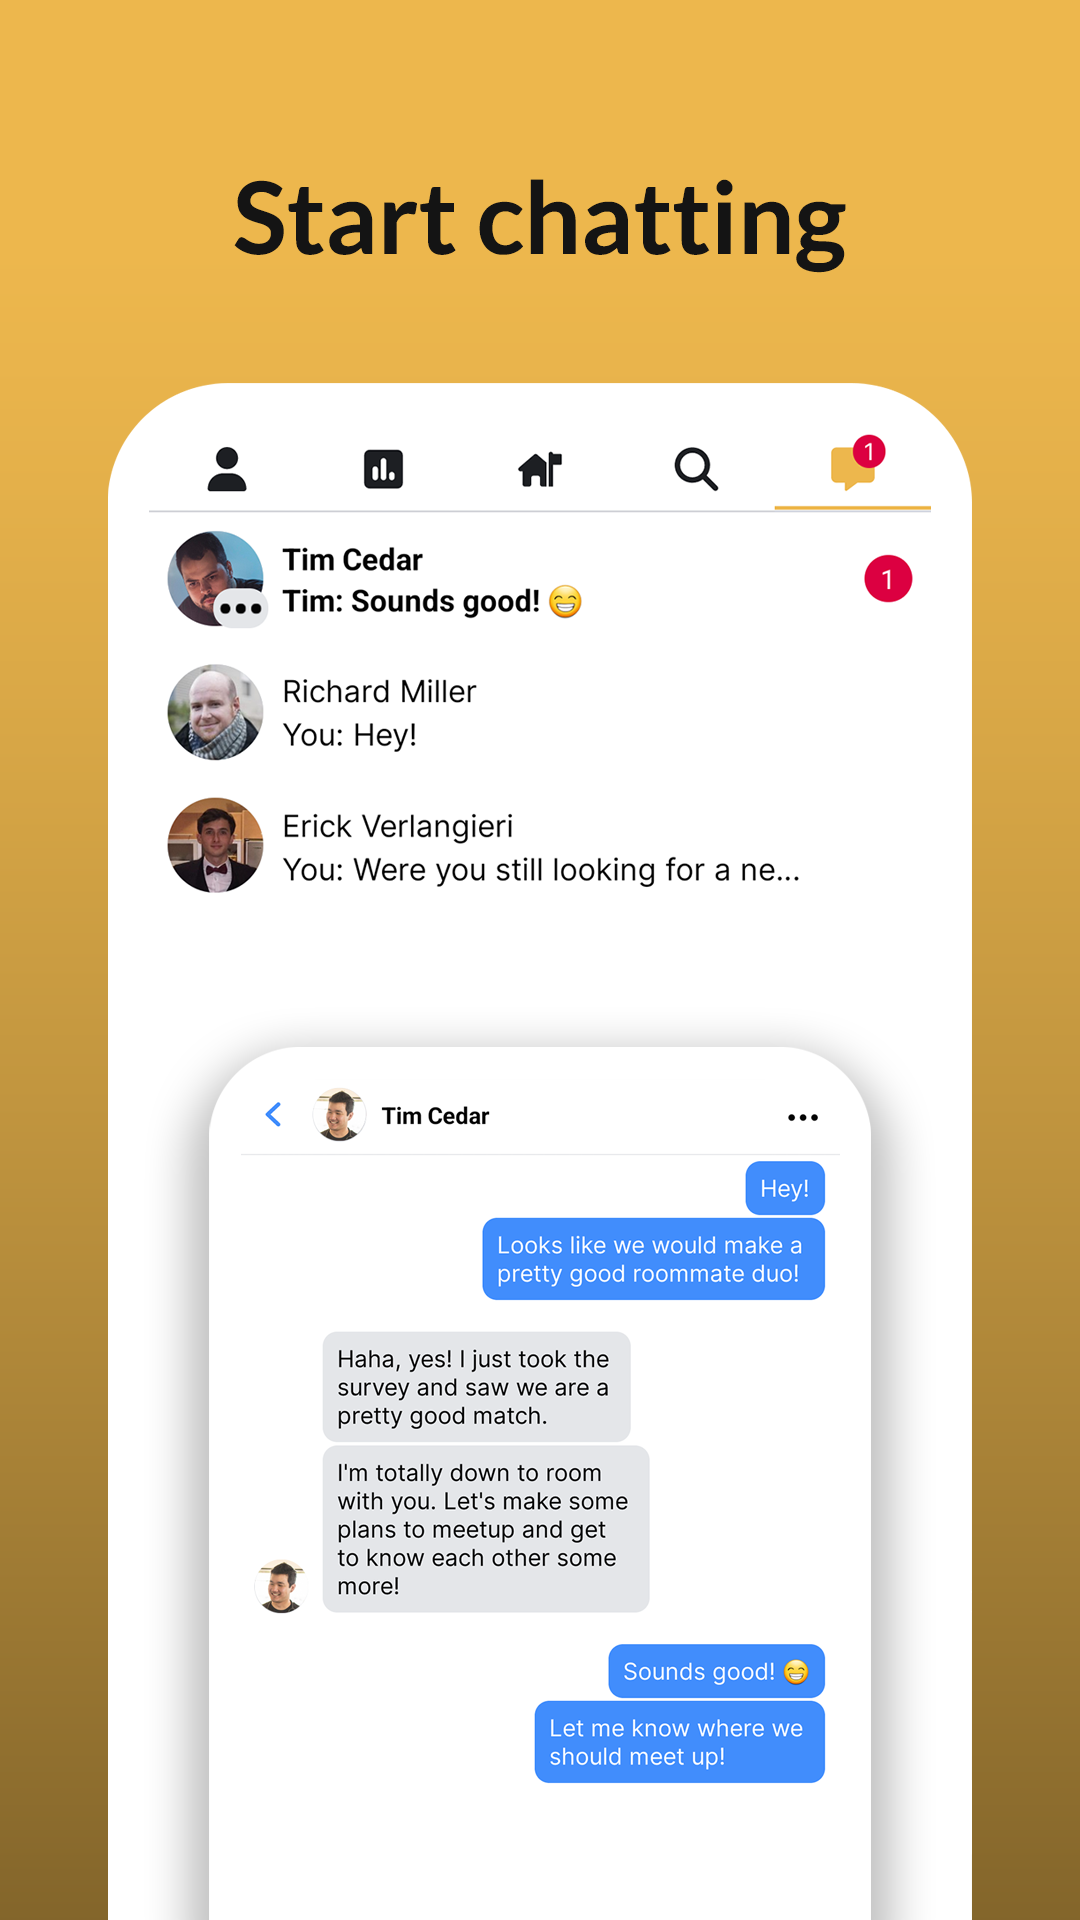 Start chatting
1
Tim Cedar
Tim: Sounds good! 😁
1
Richard Miller
You: Hey!
Erick Verlangieri
You: Were you still looking for a ne...
Tim Cedar
Hey!
Looks like we would make a
pretty good roommate duo!
Haha, yes! I just took the
survey and saw we are a
pretty good match.
I'm totally down to room
with you. Let's make some
plans to meetup and get
to know each other some
more!
Sounds good! 😁
Let me know where we
should meet up!